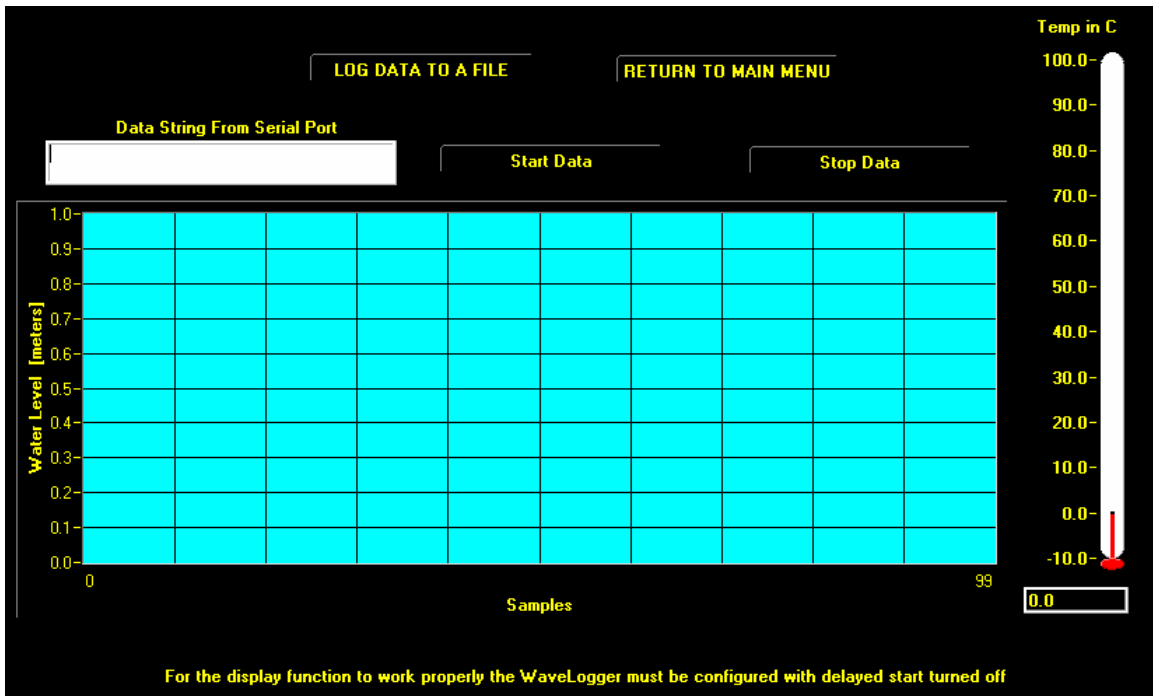 Temp in C
LOG DATA TO A FILE
RETURN TO MAIN MENU
Data String From Serial Port
Start Data
Stop Data
100.0
90.0
80.0
70.0
60.0
50.0
40.0
30.0
20.0
10.0
0.0
-10.0
0.0
Water Level [meters]
1.0
0.9
0.8
0.7
0.6
0.5
0.4
0.3
0.2
0.1
0.0
0
99
Samples
For the display function to work properly the WaveLogger must be configured with delayed start turned off